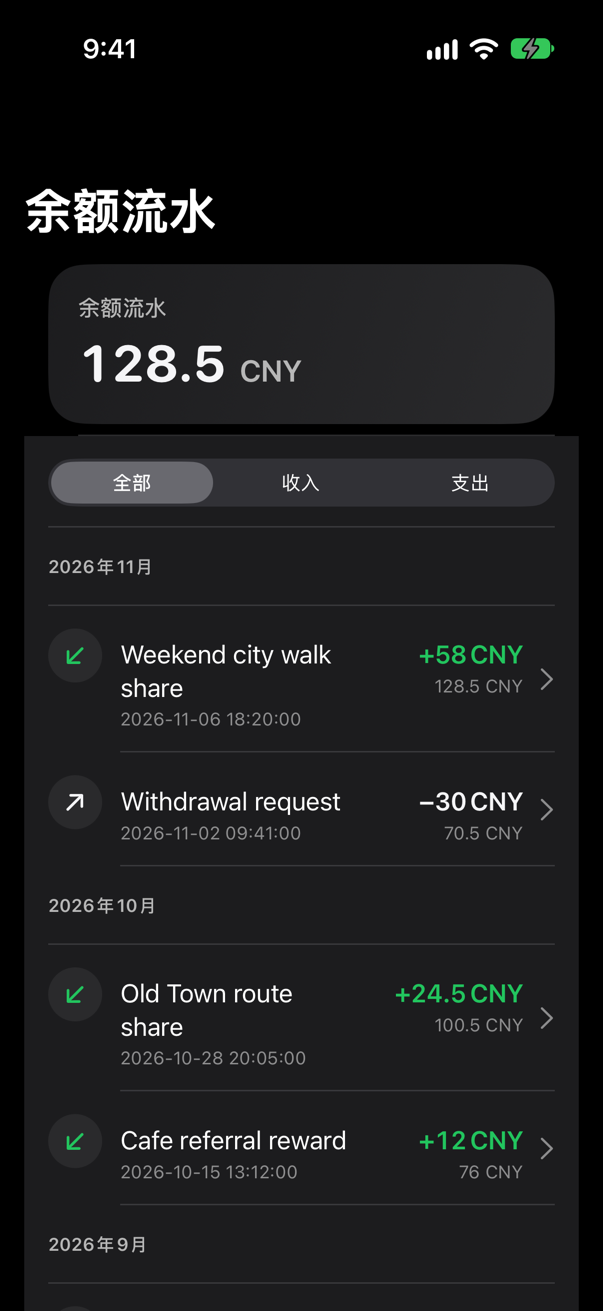 9:41
余额流水
余额流水
128.5 CNY
全部 收入 支出
2026年11月
Weekend city walk +58 CNY
share 128.5 CNY
2026-11-06 18:20:00
Withdrawal request −30 CNY
2026-11-02 09:41:00 70.5 CNY
2026年10月
Old Town route +24.5 CNY
share 100.5 CNY
2026-10-28 20:05:00
Cafe referral reward +12 CNY
2026-10-15 13:12:00 76 CNY
2026年9月